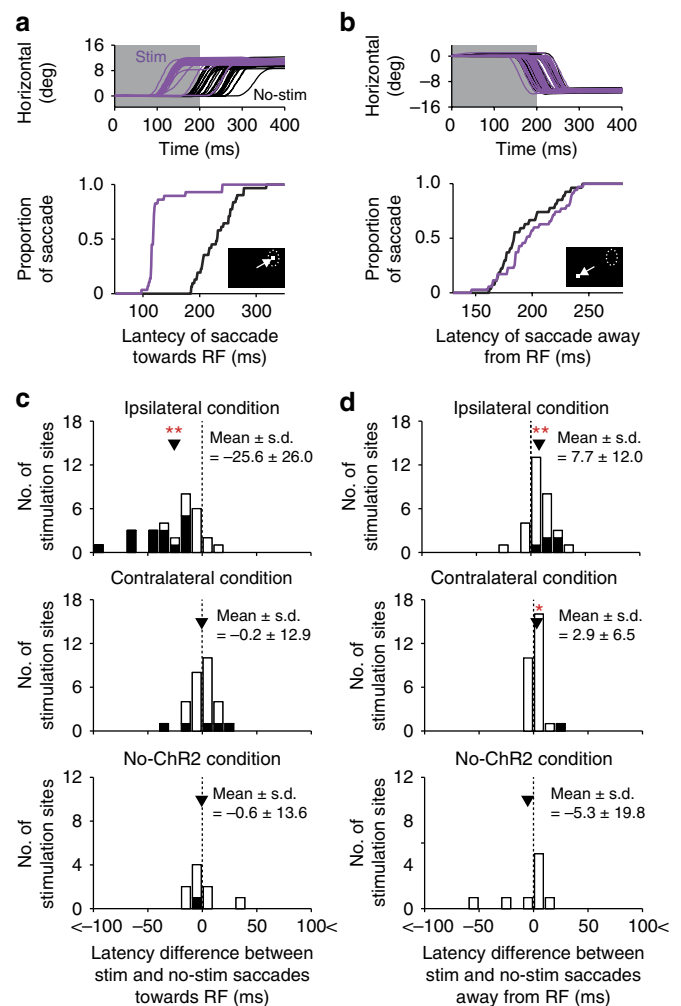 a
16
8
0
Horizontal
(deg)
Stim
No-stim
0 100 200 300 400
Time (ms)
1.0
0.5
0
Proportion
of saccade
100 200 300
Lantecy of saccade
towards RF (ms)
b
0
−8
−16
Horizontal
(deg)
0 100 200 300 400
Time (ms)
1.0
0.5
0
Proportion
of saccade
150 200 250
Latency of saccade away
from RF (ms)
c
Ipsilateral condition
18
12
6
0
No. of
stimulation sites
**
Mean ± s.d.
= −25.6 ± 26.0
Contralateral condition
18
12
6
0
No. of
stimulation sites
Mean ± s.d.
= −0.2 ± 12.9
No-ChR2 condition
12
8
4
0
No. of
stimulation sites
Mean ± s.d.
= −0.6 ± 13.6
<−100 −50 0 50 100<
Latency difference between
stim and no-stim saccades
towards RF (ms)
d
Ipsilateral condition
18
12
6
0
No. of
stimulation sites
**
Mean ± s.d.
= 7.7 ± 12.0
Contralateral condition
18
12
6
0
No. of
stimulation sites
*
Mean ± s.d.
= 2.9 ± 6.5
No-ChR2 condition
12
8
4
0
No. of
stimulation sites
Mean ± s.d.
= −5.3 ± 19.8
<−100 −50 0 50 100<
Latency difference between
stim and no-stim saccades
away from RF (ms)